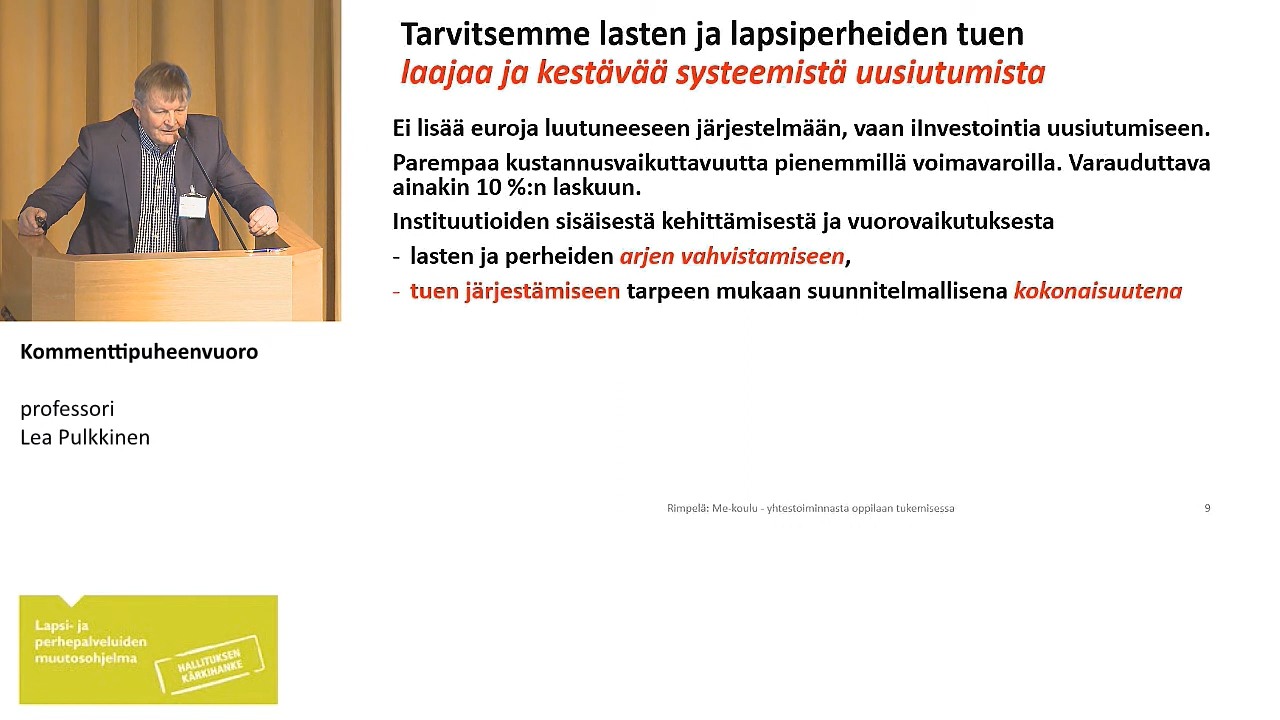 Tarvitsemme lasten ja lapsiperheiden tuen
laajaa ja kestävää systeemistä uusiutumista
Ei lisää euroja luutuneeseen järjestelmään, vaan iInvestointia uusiutumiseen.
Parempaa kustannusvaikuttavuutta pienemmillä voimavaroilla. Varauduttava
ainakin 10 %:n laskuun.
Instituutioiden sisäisestä kehittämisestä ja vuorovaikutuksesta
- lasten ja perheiden arjen vahvistamiseen,
- tuen järjestämiseen tarpeen mukaan suunnitelmallisena kokonaisuutena
Kommenttipuheenvuoro
professori
Lea Pulkkinen
Rimpelä: Me-koulu - yhtestoiminnasta oppilaan tukemisessa
9
Lapsi- ja
perhepalveluiden
muutosohjelma
HALLITUKSEN
KÄRKIHANKE